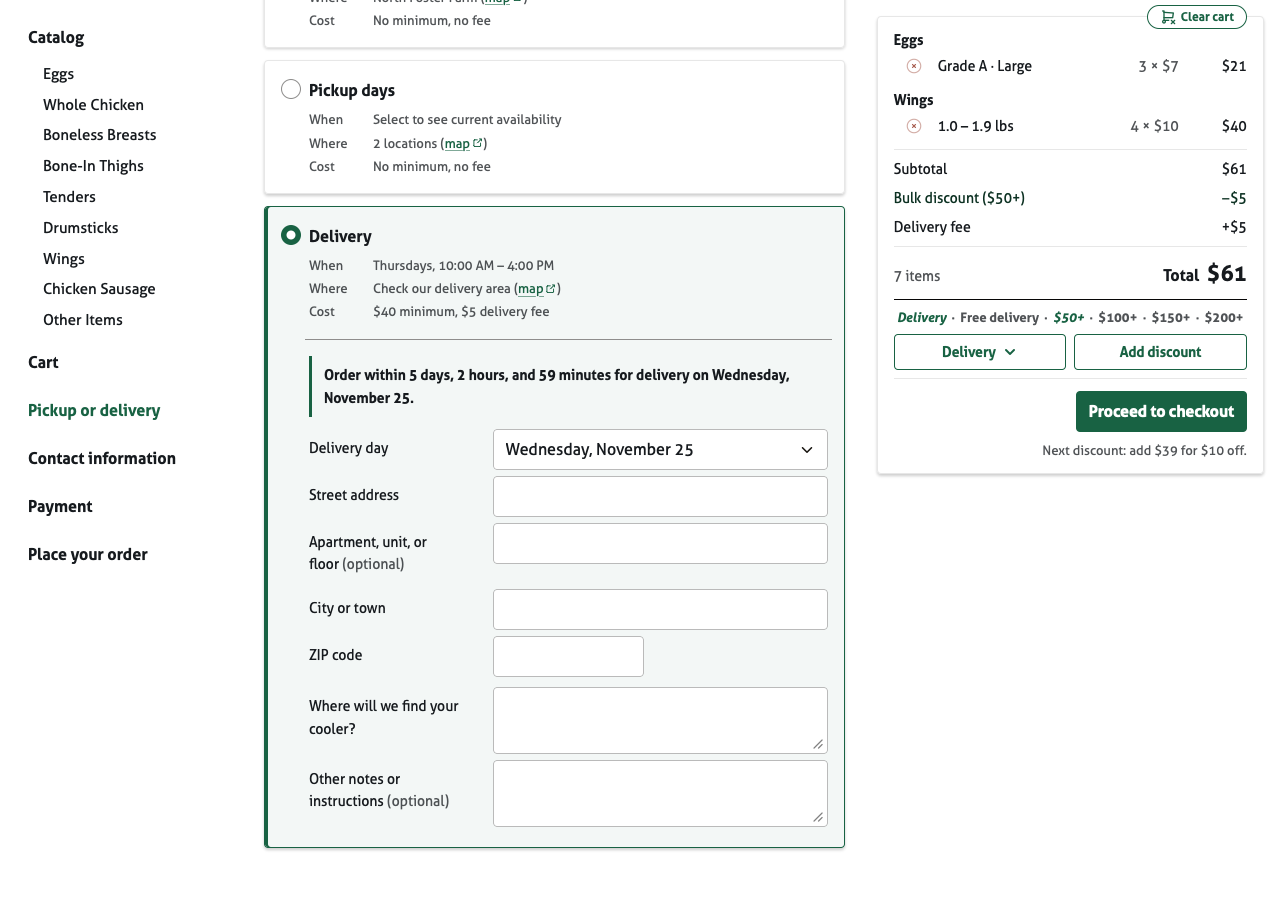 Catalog
Eggs
Whole Chicken
Boneless Breasts
Bone-In Thighs
Tenders
Drumsticks
Wings
Chicken Sausage
Other Items
Cart
Pickup or delivery
Contact information
Payment
Place your order
Cost No minimum, no fee
Pickup days
When Select to see current availability
Where 2 locations (map)
Cost No minimum, no fee
Delivery
When Thursdays, 10:00 AM – 4:00 PM
Where Check our delivery area (map)
Cost $40 minimum, $5 delivery fee
Order within 5 days, 2 hours, and 59 minutes for delivery on Wednesday,
November 25.
Delivery day Wednesday, November 25
Street address
Apartment, unit, or
floor (optional)
City or town
ZIP code
Where will we find your
cooler?
Other notes or
instructions (optional)
Clear cart
Eggs
Grade A · Large 3 × $7 $21
Wings
1.0 – 1.9 lbs 4 × $10 $40
Subtotal $61
Bulk discount ($50+) –$5
Delivery fee +$5
7 items Total $61
Delivery · Free delivery · $50+ · $100+ · $150+ · $200+
Delivery Add discount
Proceed to checkout
Next discount: add $39 for $10 off.